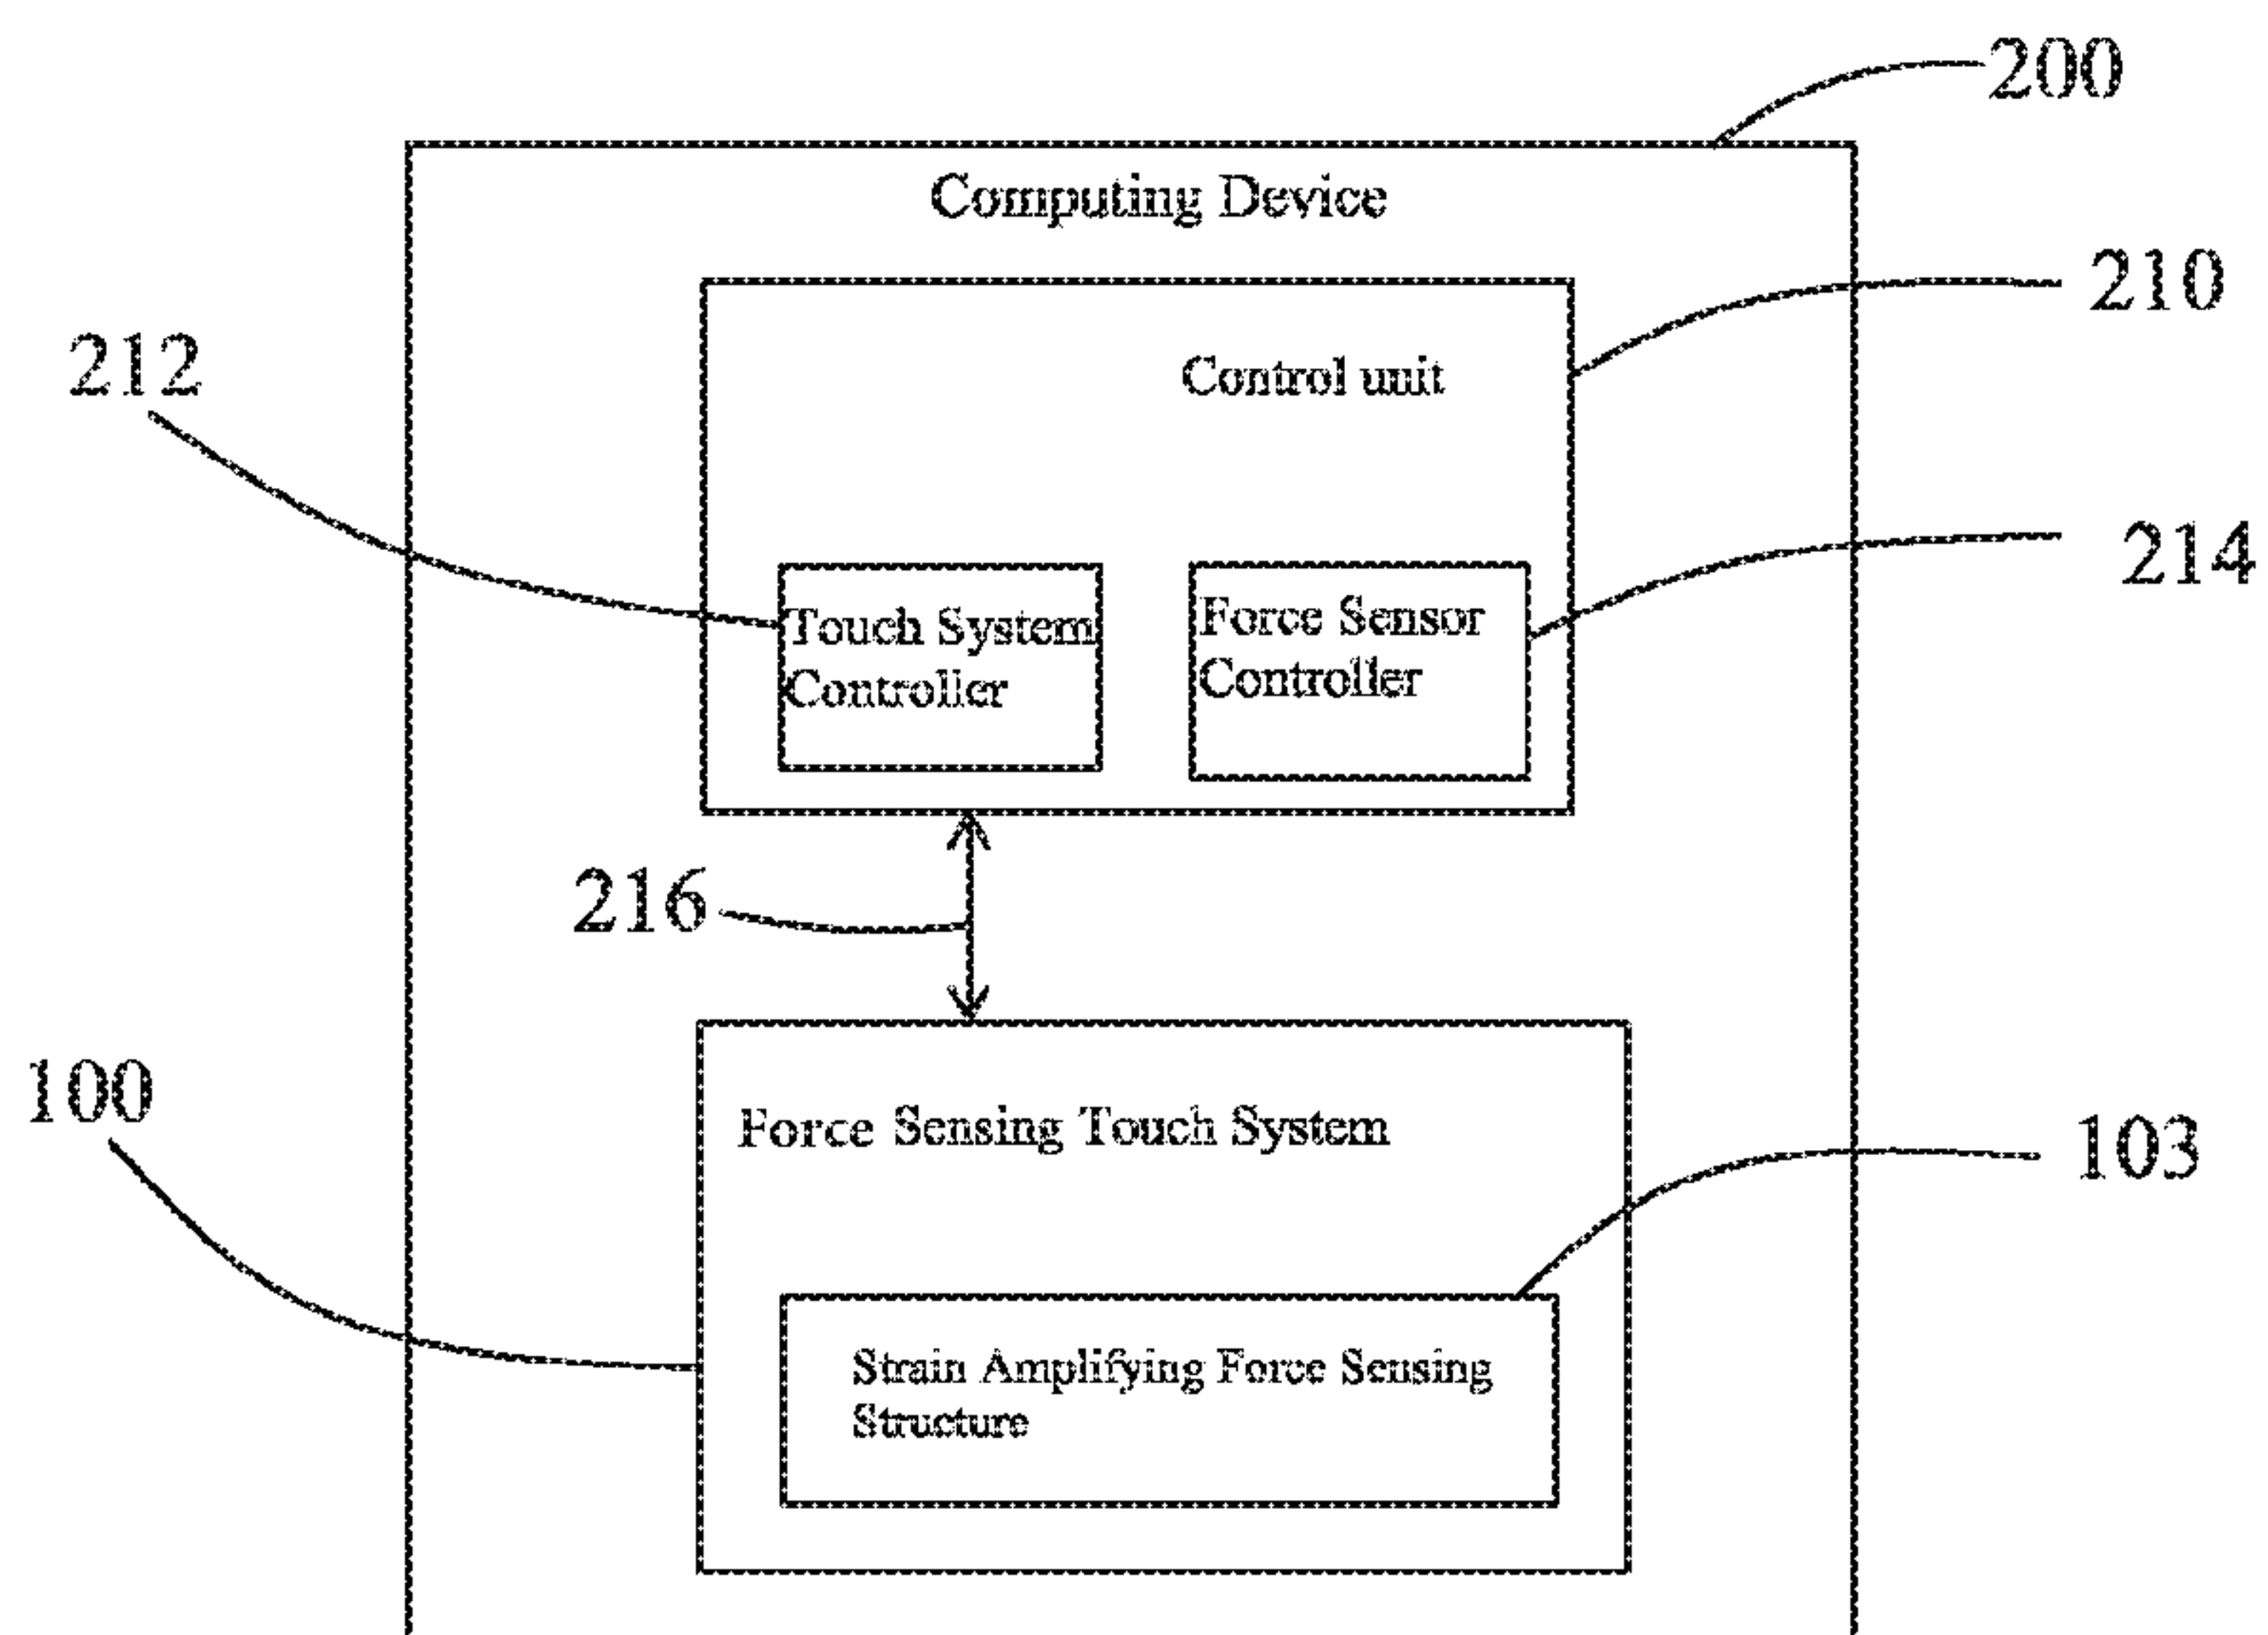 200
Computing Device
210
212
Control unit
214
Touch System
Controller
Force Sensor
Controller
216
100
Force Sensing Touch System
103
Strain Amplifying Force Sensing
Structure